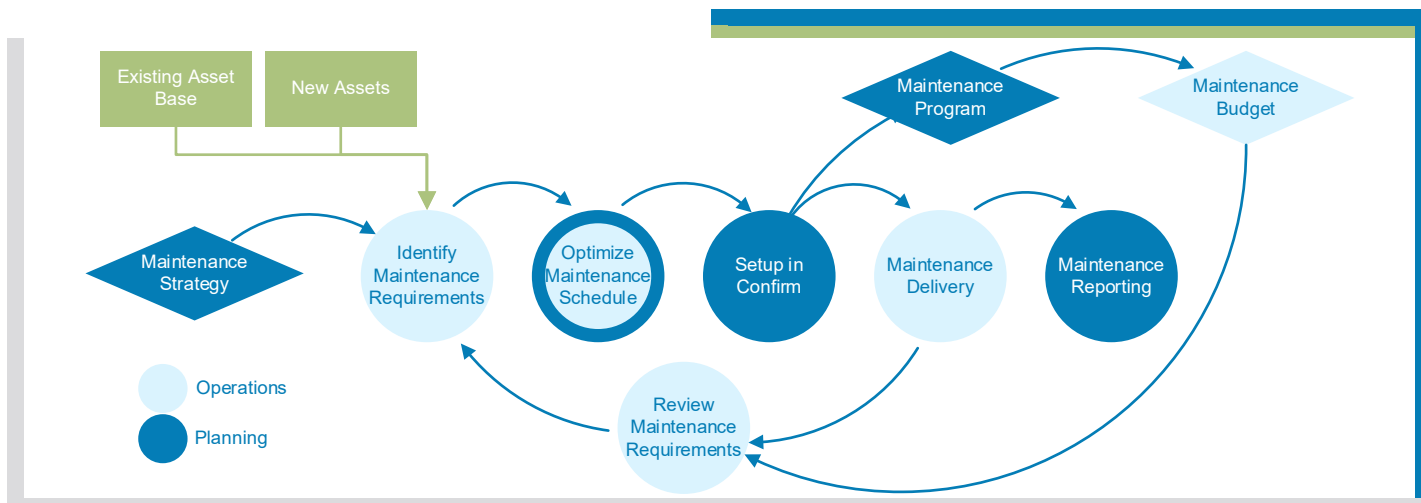 Existing Asset
Base
New Assets
Maintenance
Program
Maintenance
Budget
Maintenance
Strategy
Identify
Maintenance
Requirements
Optimize
Maintenance
Schedule
Setup in
Confirm
Maintenance
Delivery
Maintenance
Reporting
Operations
Planning
Review
Maintenance
Requirements